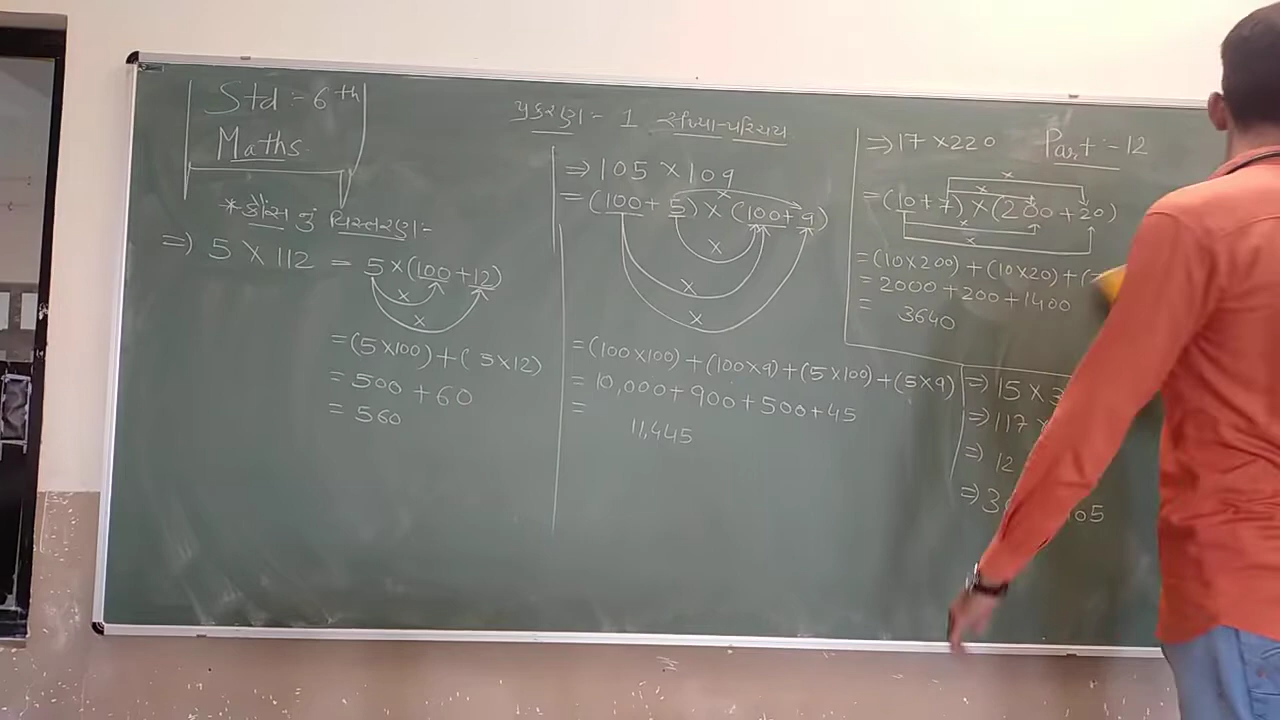 Std :- 6th
Maths
પ્રકરણ - 1 સંખ્યા-પરિચય
Part :- 12
* કૌંસ નું વિસ્તરણ :-
⇒ 5 X 112 = 5 × (100 + 12)
x
x
= (5 X 100) + (5 X 12)
= 500 + 60
= 560
⇒ 105 X 109
= (100 + 5) X (100 + 9)
x
x
x
x
= (100 X 100) + (100 X 9) + (5 X 100) + (5 X 9)
= 10,000 + 900 + 500 + 45
=
11,445
⇒ 17 X 220
x
x
= (10 + 7) X (200 + 20)
x
x
= (10 X 200) + (10 X 20) +
= 2000 + 200 + 1400
= 3640
⇒ 15 X
⇒ 117
⇒ 12
⇒